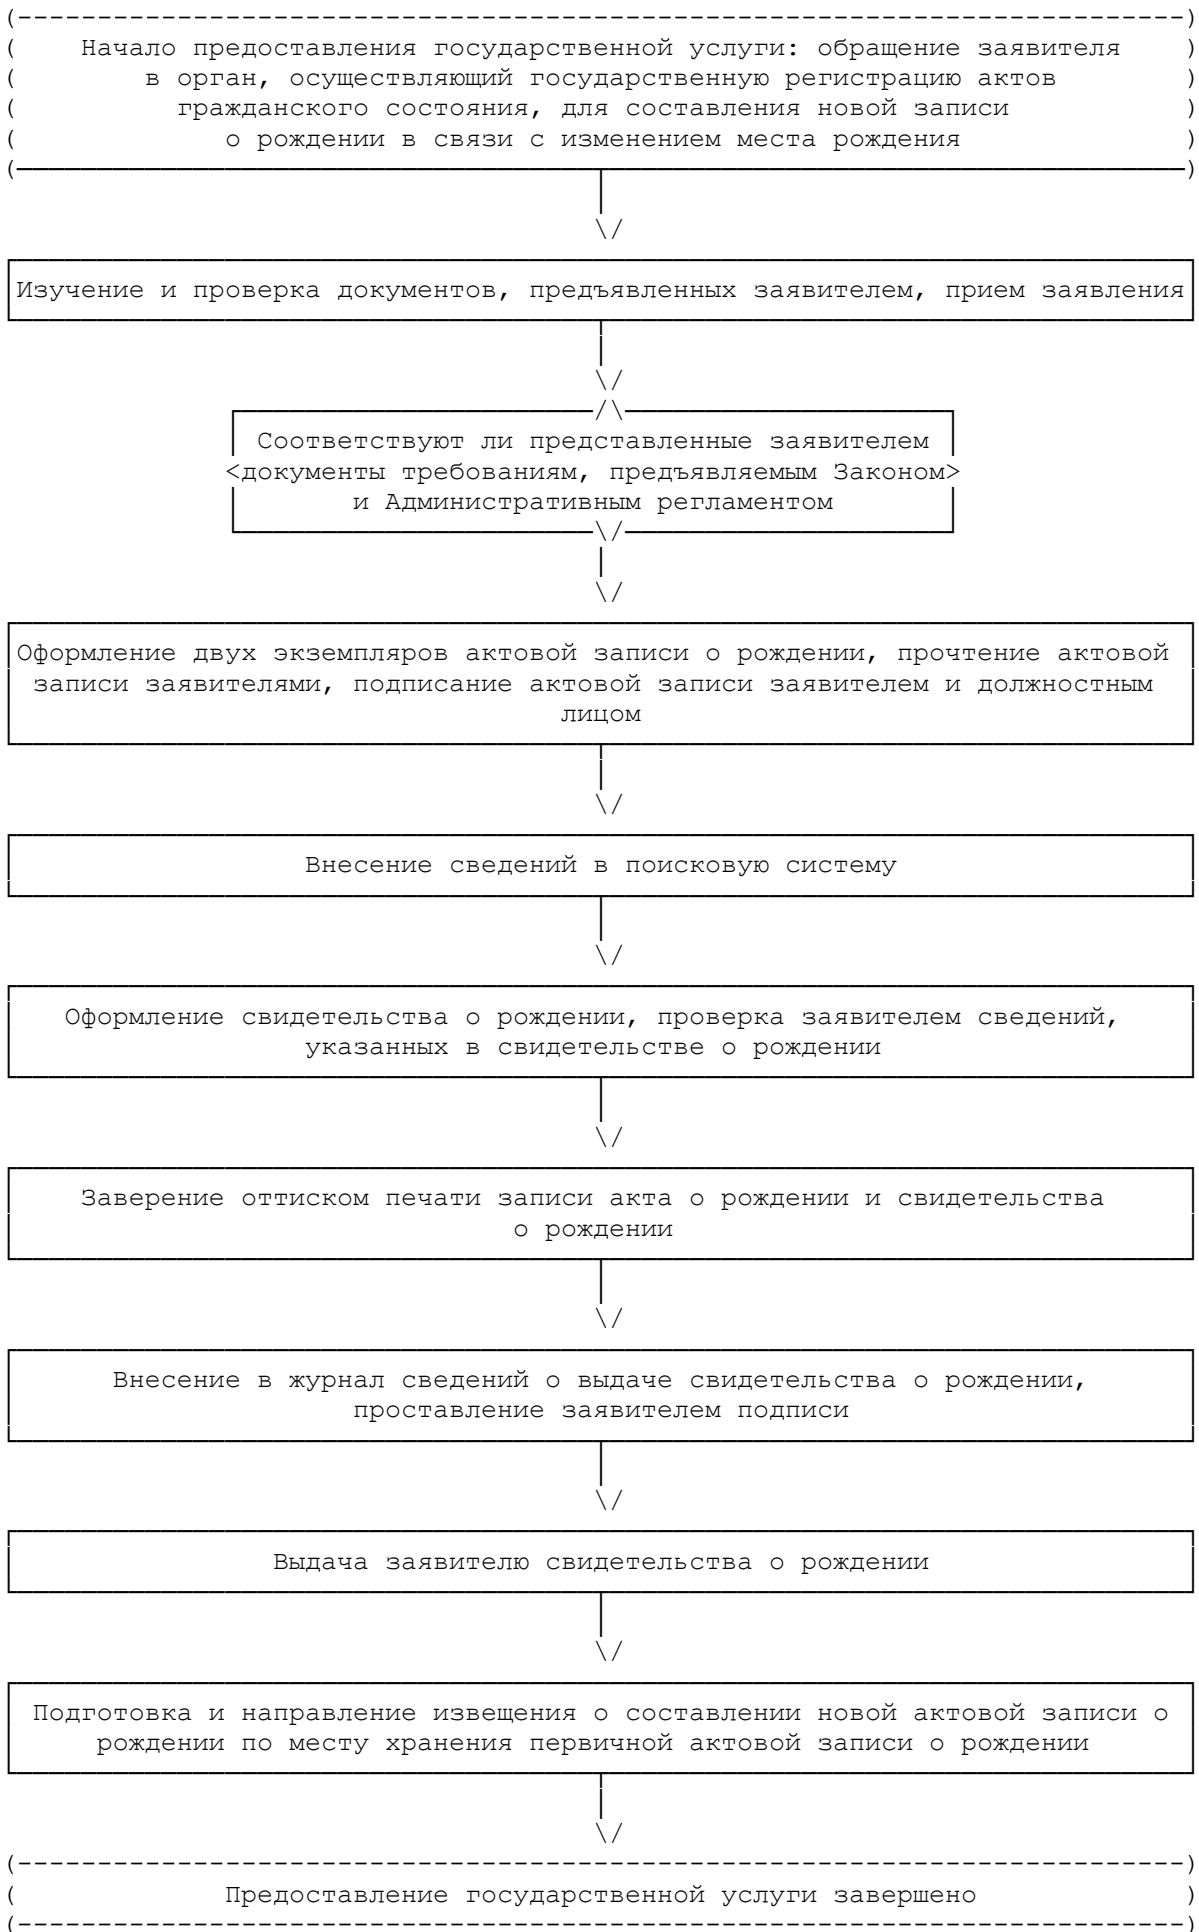 Начало предоставления государственной услуги: обращение заявителя
в орган, осуществляющий государственную регистрацию актов
гражданского состояния, для составления новой записи
о рождении в связи с изменением места рождения
Изучение и проверка документов, предъявленных заявителем, прием заявления
Соответствуют ли представленные заявителем
<документы требованиям, предъявляемым Законом>
и Административным регламентом
Оформление двух экземпляров актовой записи о рождении, прочтение актовой
записи заявителями, подписание актовой записи заявителем и должностным
лицом
Внесение сведений в поисковую систему
Оформление свидетельства о рождении, проверка заявителем сведений,
указанных в свидетельстве о рождении
Заверение оттиском печати записи акта о рождении и свидетельства
о рождении
Внесение в журнал сведений о выдаче свидетельства о рождении,
проставление заявителем подписи
Выдача заявителю свидетельства о рождении
Подготовка и направление извещения о составлении новой актовой записи о
рождении по месту хранения первичной актовой записи о рождении
Предоставление государственной услуги завершено